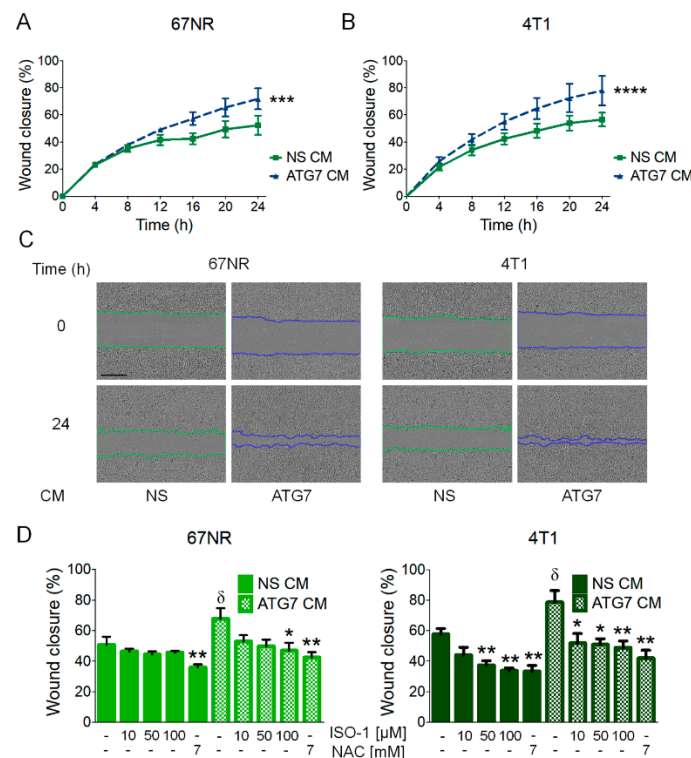 A
67NR
Wound closure (%)
100
80
60
40
20
0
***
NS CM
ATG7 CM
0 4 8 12 16 20 24
Time (h)
B
4T1
Wound closure (%)
100
80
60
40
20
0
****
NS CM
ATG7 CM
0 4 8 12 16 20 24
Time (h)
C
Time (h)
67NR
4T1
0
24
CM
NS
ATG7
NS
ATG7
D
67NR
Wound closure (%)
100
80
60
40
20
0
NS CM
ATG7 CM
δ
** * **
- 10 50 100 - - 10 50 100 -
- - - - 7 - - - - 7
ISO-1 [µM]
NAC [mM]
4T1
Wound closure (%)
100
80
60
40
20
0
NS CM
ATG7 CM
δ
** ** ** * * ** **
- 10 50 100 - - 10 50 100 -
- - - - 7 - - - - 7